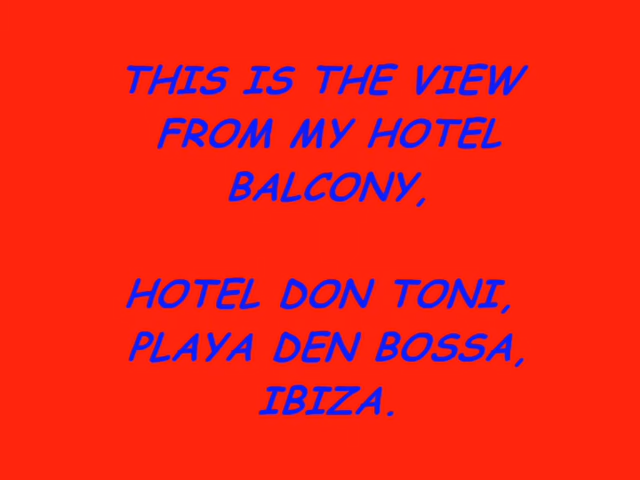 THIS IS THE VIEW
FROM MY HOTEL
BALCONY,
HOTEL DON TONI,
PLAYA DEN BOSSA,
IBIZA.